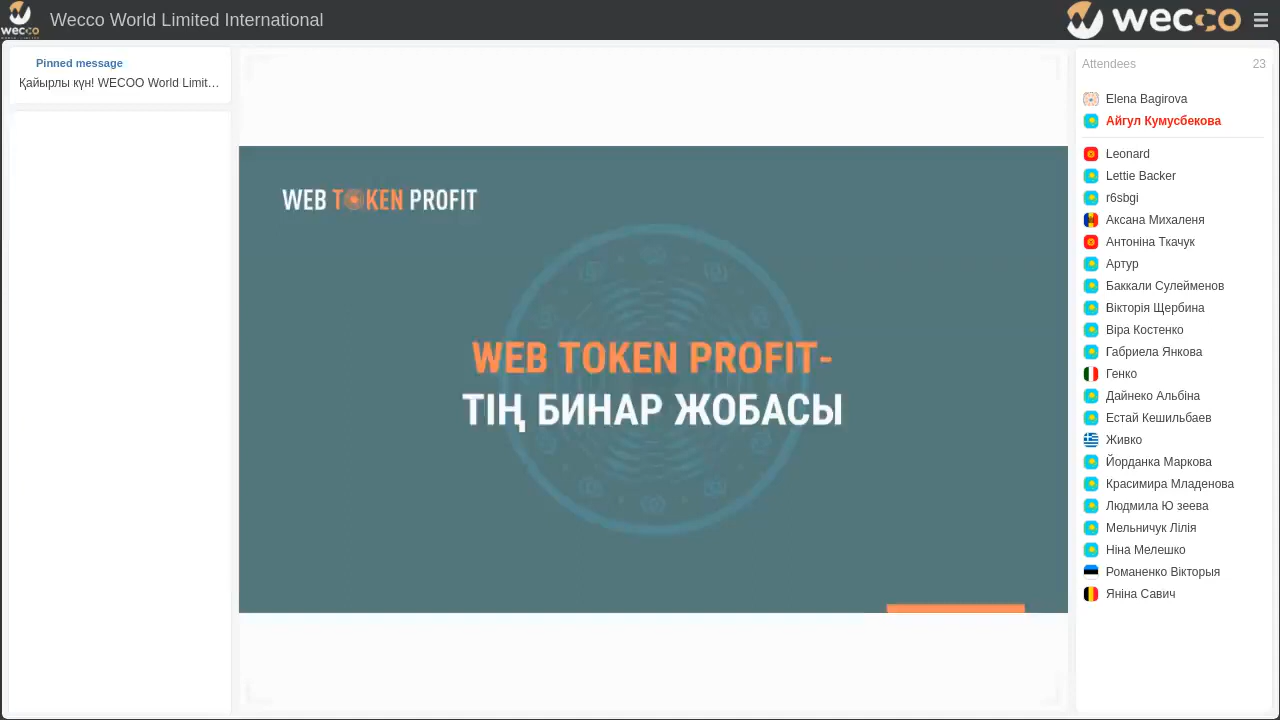 wecco
Wecco World Limited International
wecco
Pinned message
Қайырлы күн! WECOO World Limit…
WEB TOKEN PROFIT
WEB TOKEN PROFIT-
ТІҢ БИНАР ЖОБАСЫ
Attendees 23
Elena Bagirova
Айгул Кумусбекова
Leonard
Lettie Backer
r6sbgi
Аксана Михаленя
Антоніна Ткачук
Артур
Баккали Сулейменов
Вікторія Щербина
Віра Костенко
Габриела Янкова
Генко
Дайнеко Альбіна
Естай Кешильбаев
Живко
Йорданка Маркова
Красимира Младенова
Людмила Ю зеева
Мельничук Лілія
Ніна Мелешко
Романенко Вікторыя
Яніна Савич